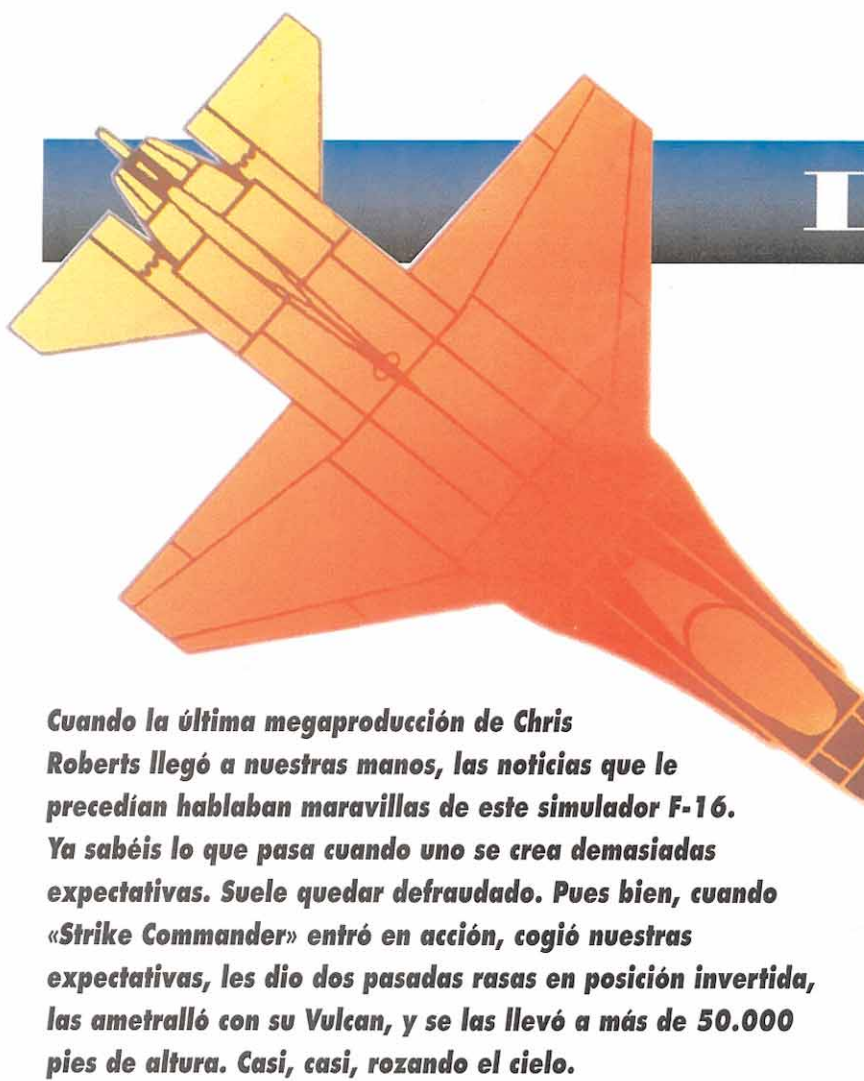 Cuando la última megaproducción de Chris
Roberts llegó a nuestras manos, las noticias que le
precedían hablaban maravillas de este simulador F-16.
Ya sabéis lo que pasa cuando uno se crea demasiadas
expectativas. Suele quedar defraudado. Pues bien, cuando
«Strike Commander» entró en acción, cogió nuestras
expectativas, les dio dos pasadas rasas en posición invertida,
las ametralló con su Vulcan, y se las llevó a más de 50.000
pies de altura. Casi, casi, rozando el cielo.